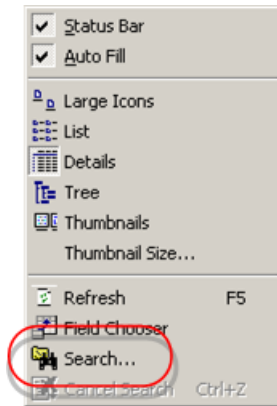 Status Bar
Auto Fill
Large Icons
List
Details
Tree
Thumbnails
Thumbnail Size...
Refresh F5
Field Chooser
Search...
Cancel Search Ctrl+Z